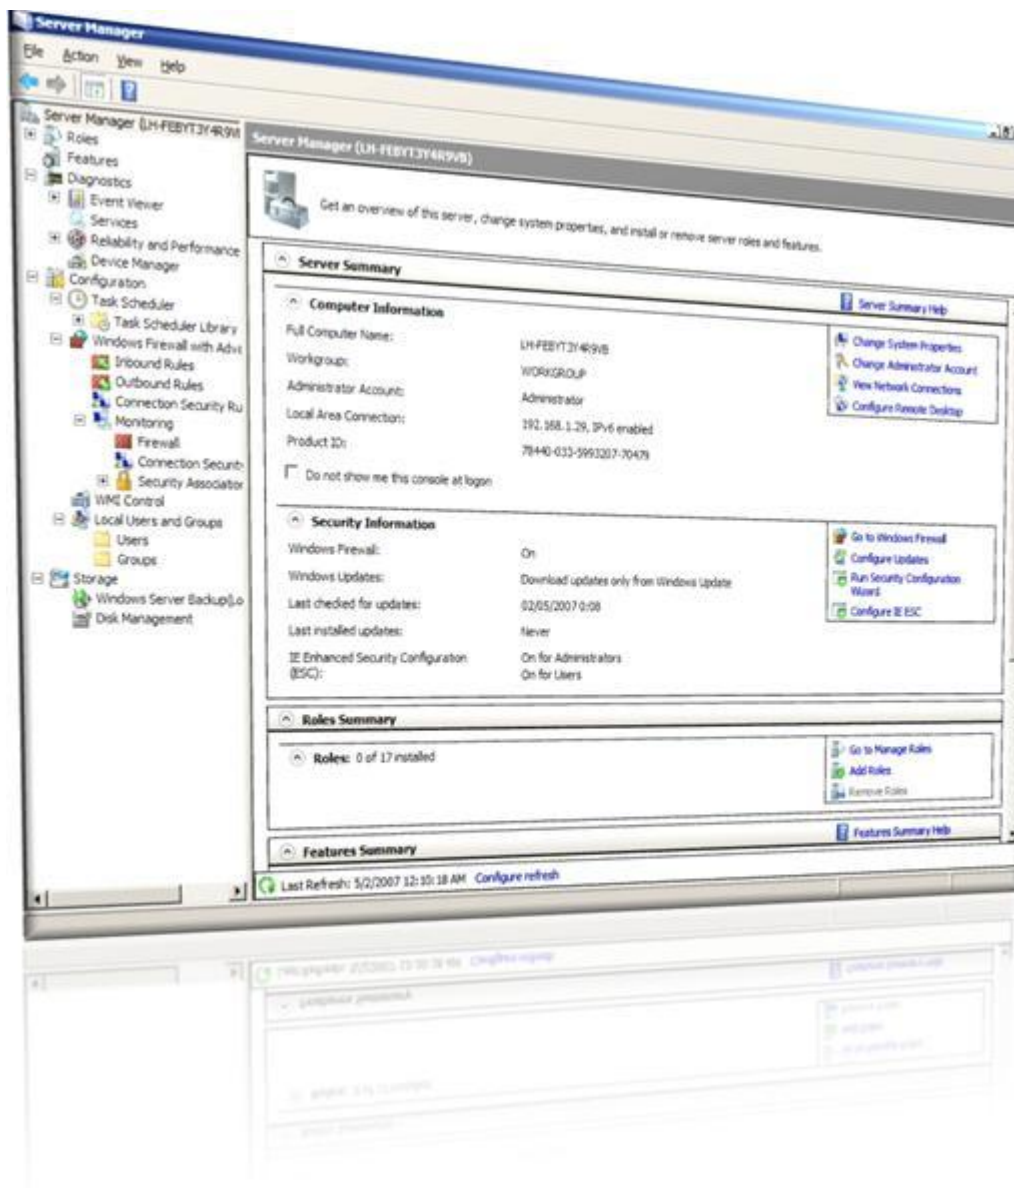 Server Manager
File Action View Help
Server Manager (LH-FEBYT3Y4R9VB
Roles
Features
Diagnostics
Event Viewer
Services
Reliability and Performance
Device Manager
Configuration
Task Scheduler
Task Scheduler Library
Windows Firewall with Adva
Inbound Rules
Outbound Rules
Connection Security Ru
Monitoring
Firewall
Connection Security
Security Association
WMI Control
Local Users and Groups
Users
Groups
Storage
Windows Server Backup(Lo
Disk Management
Server Manager (LH-FEBYT3Y4R9VB)
Get an overview of this server, change system properties, and install or remove server roles and features.
Server Summary
Server Summary Help
Computer Information
Full Computer Name: LH-FEBYT3Y4R9VB
Workgroup: WORKGROUP
Administrator Account: Administrator
Local Area Connection: 192.168.1.29, IPv6 enabled
Product ID: 78440-033-5993207-70479
Do not show me this console at logon
Change System Properties
Change Administrator Account
View Network Connections
Configure Remote Desktop
Security Information
Windows Firewall: On
Windows Updates: Download updates only from Windows Update
Last checked for updates: 02/05/2007 0:08
Last installed updates: Never
IE Enhanced Security Configuration On for Administrators
(ESC): On for Users
Go to Windows Firewall
Configure Updates
Run Security Configuration
Wizard
Configure IE ESC
Roles Summary
Roles: 0 of 17 installed
Go to Manage Roles
Add Roles
Remove Roles
Features Summary
Features Summary Help
Last Refresh: 5/2/2007 12:10:18 AM Configure refresh